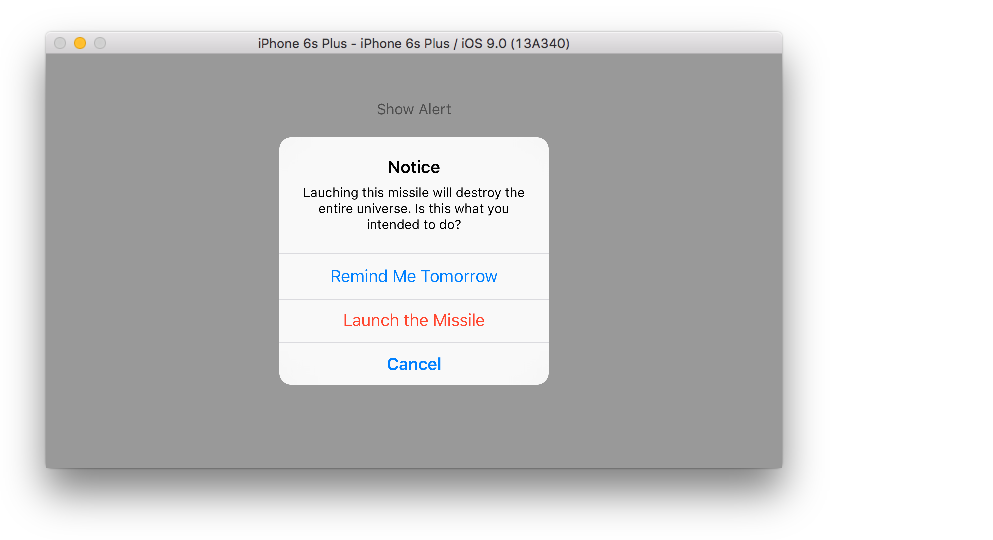 iPhone 6s Plus - iPhone 6s Plus / iOS 9.0 (13A340)
Show Alert
Notice
Lauching this missile will destroy the
entire universe. Is this what you
intended to do?
Remind Me Tomorrow
Launch the Missile
Cancel